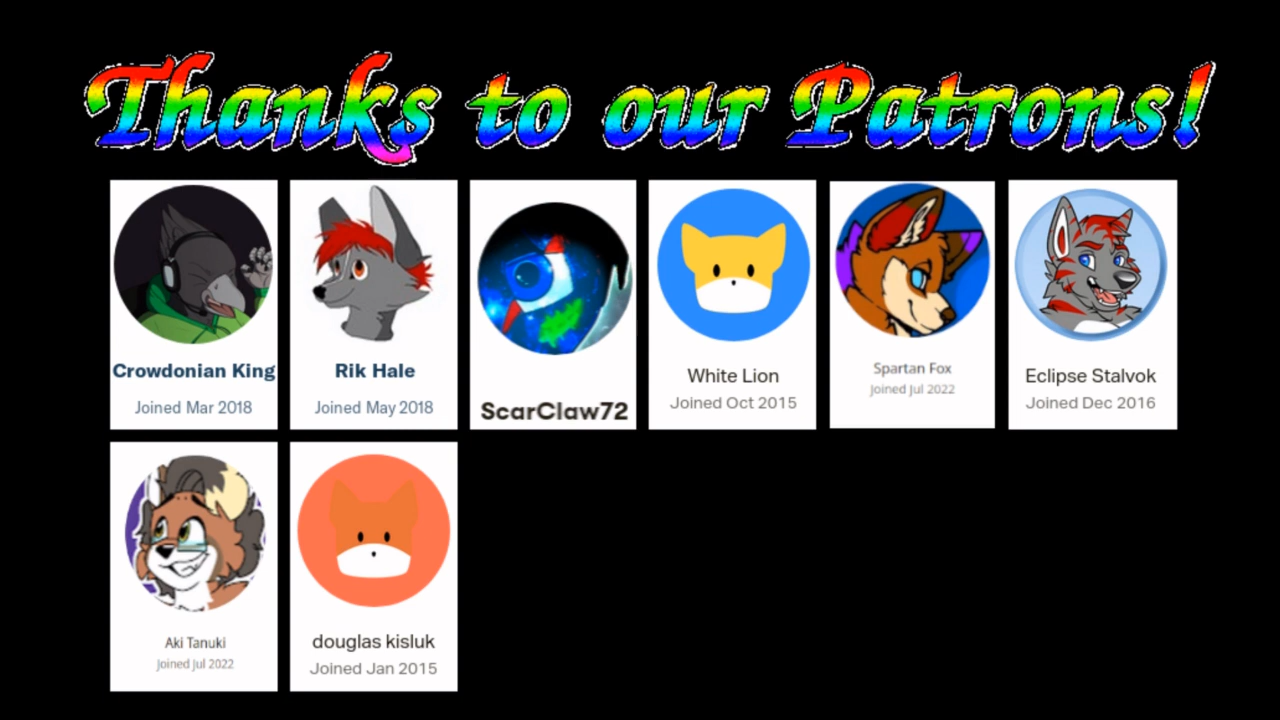 Thanks to our Patrons!
Crowdonian King
Joined Mar 2018
Rik Hale
Joined May 2018
ScarClaw72
White Lion
Joined Oct 2015
Spartan Fox
Joined Jul 2022
Eclipse Stalvok
Joined Dec 2016
Aki Tanuki
Joined Jul 2022
douglas kisluk
Joined Jan 2015